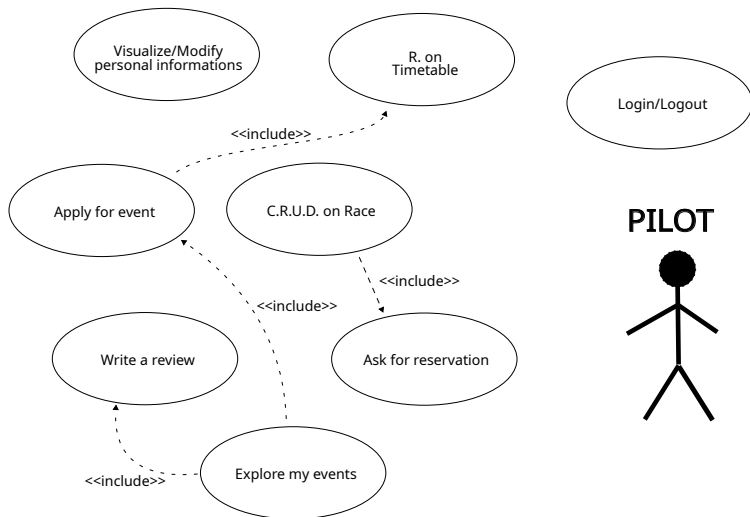 Visualize/Modify
personal informations
R. on
Timetable
Login/Logout
<<include>>
Apply for event
C.R.U.D. on Race
PILOT
<<include>>
<<include>>
Write a review
Ask for reservation
Explore my events
<<include>>